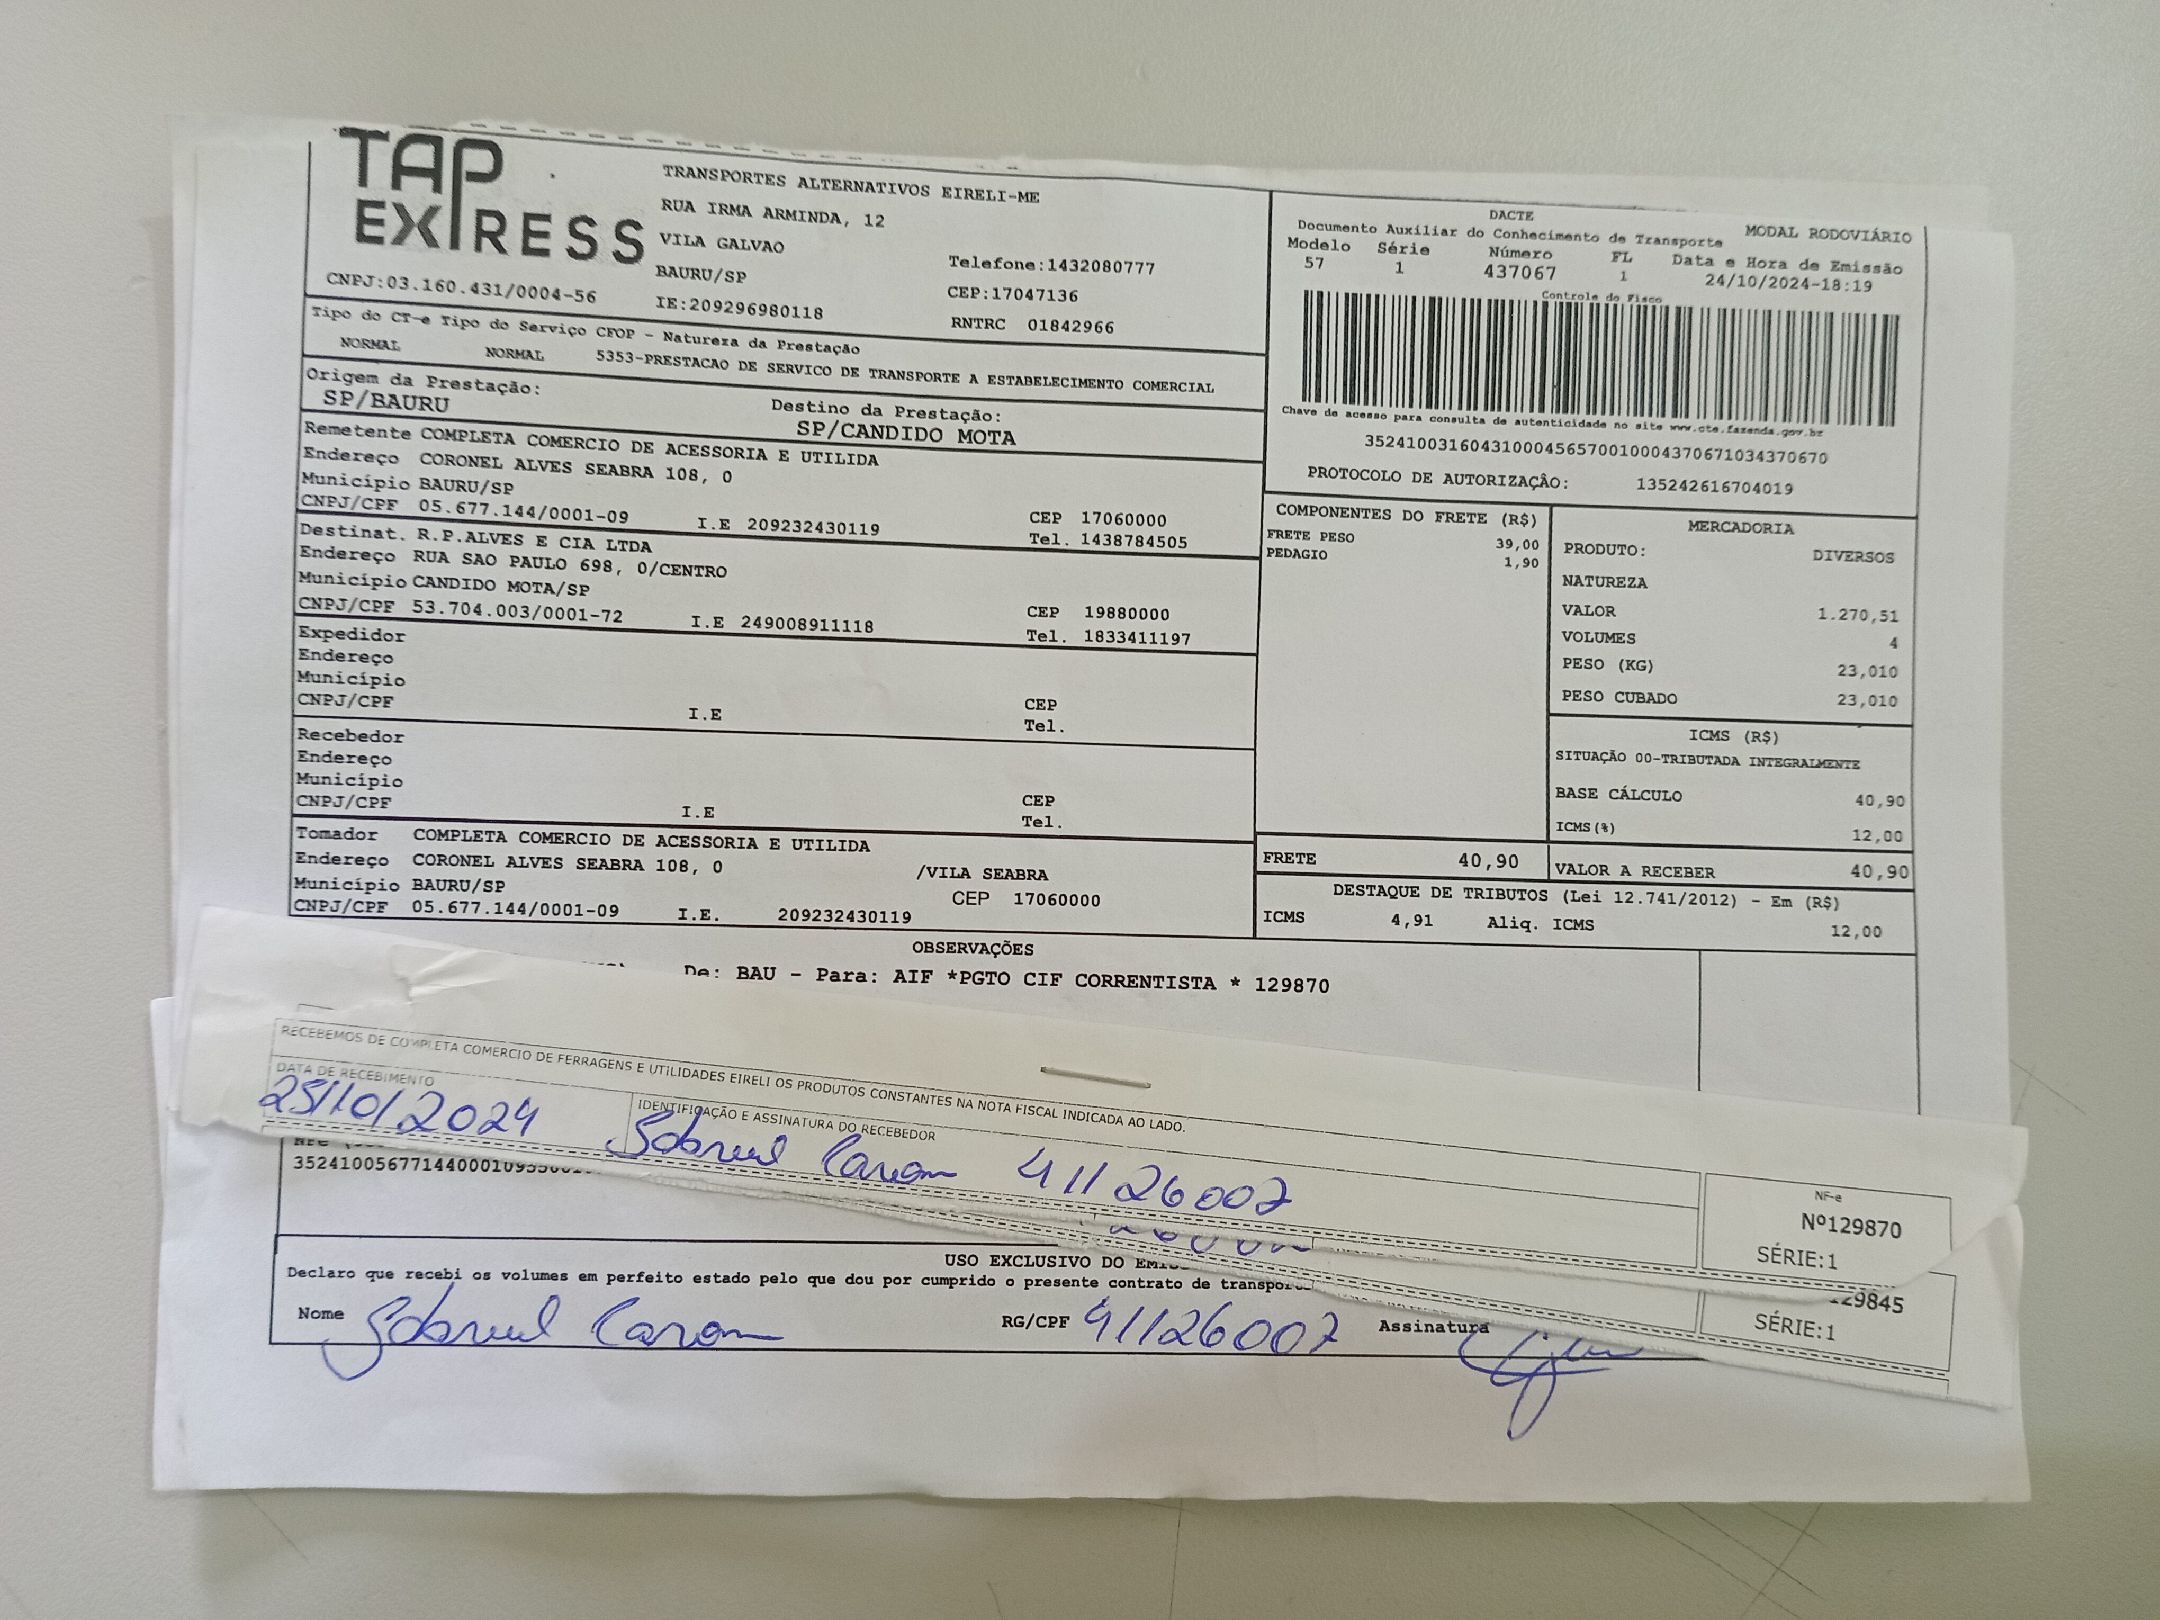 TAP
EXPRESS
CNPJ:03.160.431/0004-56
TRANSPORTES ALTERNATIVOS EIRELI-ME
RUA IRMA ARMINDA, 12
VILA GALVAO
BAURU/SP
IE:209296980118
Telefone:1432080777
CEP:17047136
RNTRC 01842966
DACTE
Documento Auxiliar do Conhecimento de Transporte
MODAL RODOVIÁRIO
Modelo Série Número FL Data e Hora de Emissão
57 1 437067 1 24/10/2024-18:19
Controle do Fisco
Chave de acesso para consulta de autenticidade no site www.cte.fazenda.gov.br
35241003160431000456570010004370671034370670
PROTOCOLO DE AUTORIZAÇÂO: 135242616704019
Tipo do CT-e Tipo do Serviço CFOP - Natureza da Prestação
NORMAL NORMAL 5353-PRESTACAO DE SERVICO DE TRANSPORTE A ESTABELECIMENTO COMERCIAL
Origem da Prestação:
SP/BAURU
Destino da Prestação:
SP/CANDIDO MOTA
Remetente COMPLETA COMERCIO DE ACESSORIA E UTILIDA
Endereço CORONEL ALVES SEABRA 108, 0
Município BAURU/SP CEP 17060000
CNPJ/CPF 05.677.144/0001-09 I.E 209232430119 Tel. 1438784505
Destinat. R.P.ALVES E CIA LTDA
Endereço RUA SAO PAULO 698, 0/CENTRO
Município CANDIDO MOTA/SP CEP 19880000
CNPJ/CPF 53.704.003/0001-72 I.E 249008911118 Tel. 1833411197
Expedidor
Endereço
Município CEP
CNPJ/CPF I.E Tel.
Recebedor
Endereço
Município CEP
CNPJ/CPF I.E Tel.
Tomador COMPLETA COMERCIO DE ACESSORIA E UTILIDA
Endereço CORONEL ALVES SEABRA 108, 0 /VILA SEABRA
Município BAURU/SP CEP 17060000
CNPJ/CPF 05.677.144/0001-09 I.E. 209232430119
COMPONENTES DO FRETE (R$)
FRETE PESO 39,00
PEDAGIO 1,90
MERCADORIA
PRODUTO: DIVERSOS
NATUREZA
VALOR 1.270,51
VOLUMES 4
PESO (KG) 23,010
PESO CUBADO 23,010
ICMS (R$)
SITUAÇÃO 00-TRIBUTADA INTEGRALMENTE
BASE CÁLCULO 40,90
ICMS(%) 12,00
FRETE 40,90
VALOR A RECEBER 40,90
DESTAQUE DE TRIBUTOS (Lei 12.741/2012) - Em (R$)
ICMS 4,91 Aliq. ICMS 12,00
OBSERVAÇÕES
De: BAU - Para: AIF *PGTO CIF CORRENTISTA * 129870
RECEBEMOS DE COMPLETA COMERCIO DE FERRAGENS E UTILIDADES EIRELI OS PRODUTOS CONSTANTES NA NOTA FISCAL INDICADA AO LADO.
DATA DE RECEBIMENTO
IDENTIFICAÇÃO E ASSINATURA DO RECEBEDOR
25/10/2024 41126007
NF-e
Nº129870
SÉRIE:1
29845
SÉRIE:1
USO EXCLUSIVO DO
Declaro que recebi os volumes em perfeito estado pelo que dou por cumprido o presente contrato de
Nome RG/CPF 41126007 Assinatura